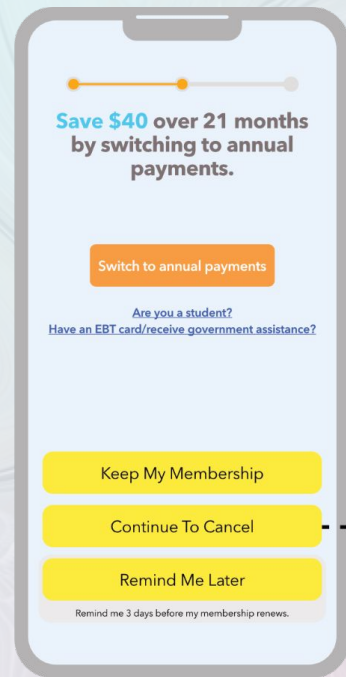 Save $40 over 21 months
by switching to annual
payments.
Switch to annual payments
Are you a student?
Have an EBT card/receive government assistance?
Keep My Membership
Continue To Cancel
Remind Me Later
Remind me 3 days before my membership renews.